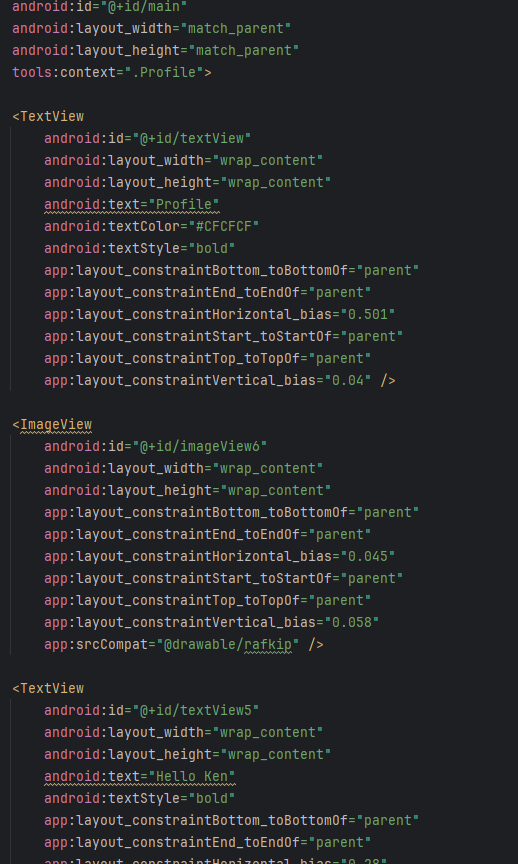 android:id="@+id/main"
android:layout_width="match_parent"
android:layout_height="match_parent"
tools:context=".Profile">
<TextView
android:id="@+id/textView"
android:layout_width="wrap_content"
android:layout_height="wrap_content"
android:text="Profile"
android:textColor="#CFCFCF"
android:textStyle="bold"
app:layout_constraintBottom_toBottomOf="parent"
app:layout_constraintEnd_toEndOf="parent"
app:layout_constraintHorizontal_bias="0.501"
app:layout_constraintStart_toStartOf="parent"
app:layout_constraintTop_toTopOf="parent"
app:layout_constraintVertical_bias="0.04" />
<ImageView
android:id="@+id/imageView6"
android:layout_width="wrap_content"
android:layout_height="wrap_content"
app:layout_constraintBottom_toBottomOf="parent"
app:layout_constraintEnd_toEndOf="parent"
app:layout_constraintHorizontal_bias="0.045"
app:layout_constraintStart_toStartOf="parent"
app:layout_constraintTop_toTopOf="parent"
app:layout_constraintVertical_bias="0.058"
app:srcCompat="@drawable/rafkip" />
<TextView
android:id="@+id/textView5"
android:layout_width="wrap_content"
android:layout_height="wrap_content"
android:text="Hello Ken"
android:textStyle="bold"
app:layout_constraintBottom_toBottomOf="parent"
app:layout_constraintEnd_toEndOf="parent"
app:layout_constraintHorizontal_bias="0.28"